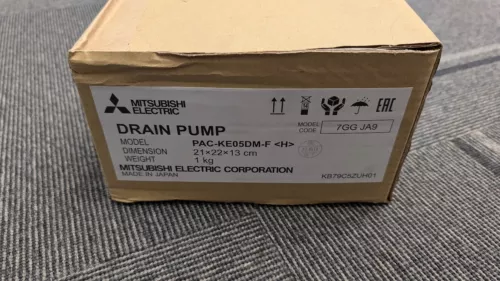 MITSUBISHI
ELECTRIC
EAC
DRAIN PUMP
MODEL CODE 7GG JA9
MODEL PAC-KE05DM-F <H>
DIMENSION 21×22×13 cm
WEIGHT 1 kg
MITSUBISHI ELECTRIC CORPORATION
MADE IN JAPAN
KB79C5ZUH01